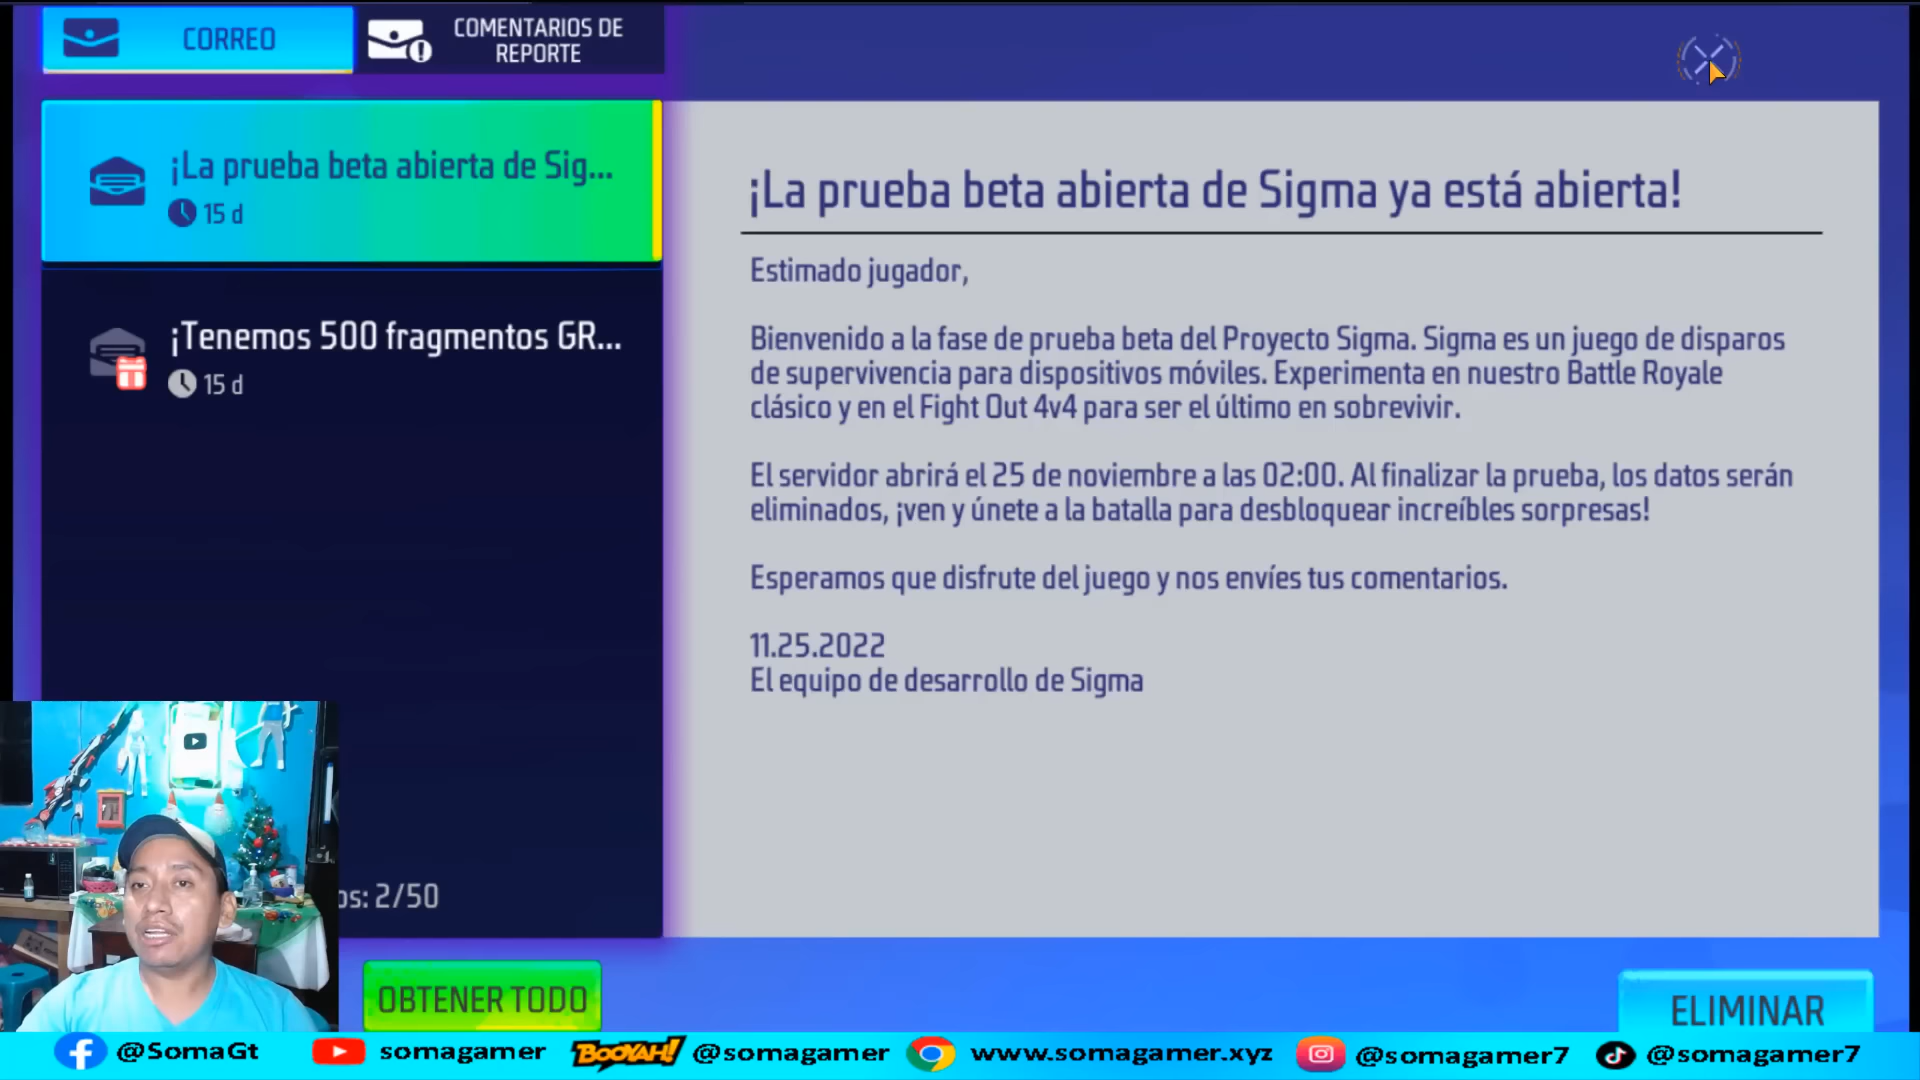 CORREO
COMENTARIOS DE
REPORTE
¡La prueba beta abierta de Sig...
15 d
¡Tenemos 500 fragmentos GR...
15 d
os: 2/50
OBTENER TODO
¡La prueba beta abierta de Sigma ya está abierta!
Estimado jugador,
Bienvenido a la fase de prueba beta del Proyecto Sigma. Sigma es un juego de disparos
de supervivencia para dispositivos móviles. Experimenta en nuestro Battle Royale
clásico y en el Fight Out 4v4 para ser el último en sobrevivir.
El servidor abrirá el 25 de noviembre a las 02:00. Al finalizar la prueba, los datos serán
eliminados, ¡ven y únete a la batalla para desbloquear increíbles sorpresas!
Esperamos que disfrute del juego y nos envíes tus comentarios.
11.25.2022
El equipo de desarrollo de Sigma
ELIMINAR
@SomaGt
somagamer
BOOYAH!
@somagamer
www.somagamer.xyz
@somagamer7
@somagamer7